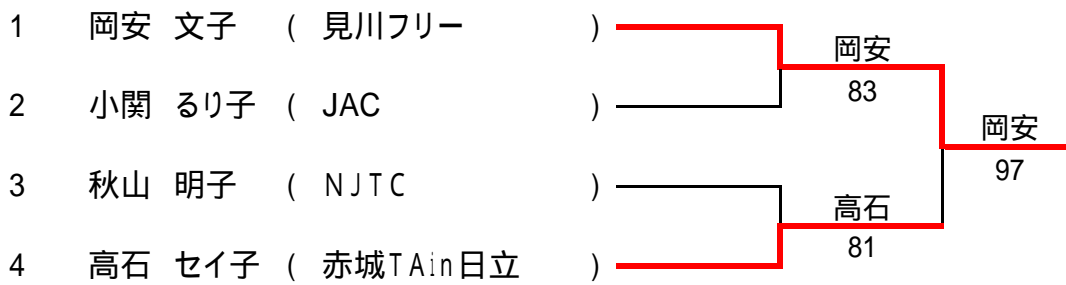 1 岡安 文子 ( 見川フリー )
岡安
83
2 小関 るり子 ( JAC )
岡安
97
3 秋山 明子 ( NJTC )
高石
81
4 高石 セイ子 ( 赤城TAin日立 )